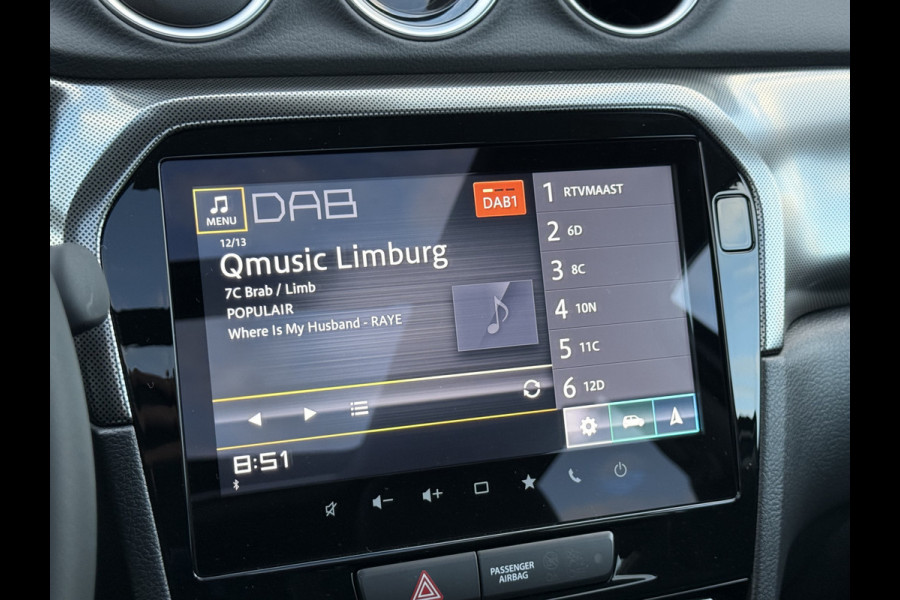 MENU
DAB
DAB1
12/13
Qmusic Limburg
7C Brab / Limb
POPULAIR
Where Is My Husband - RAYE
1 RTVMAAST
2 6D
3 8C
4 10N
5 11C
6 12D
8:51
PASSENGER
AIRBAG